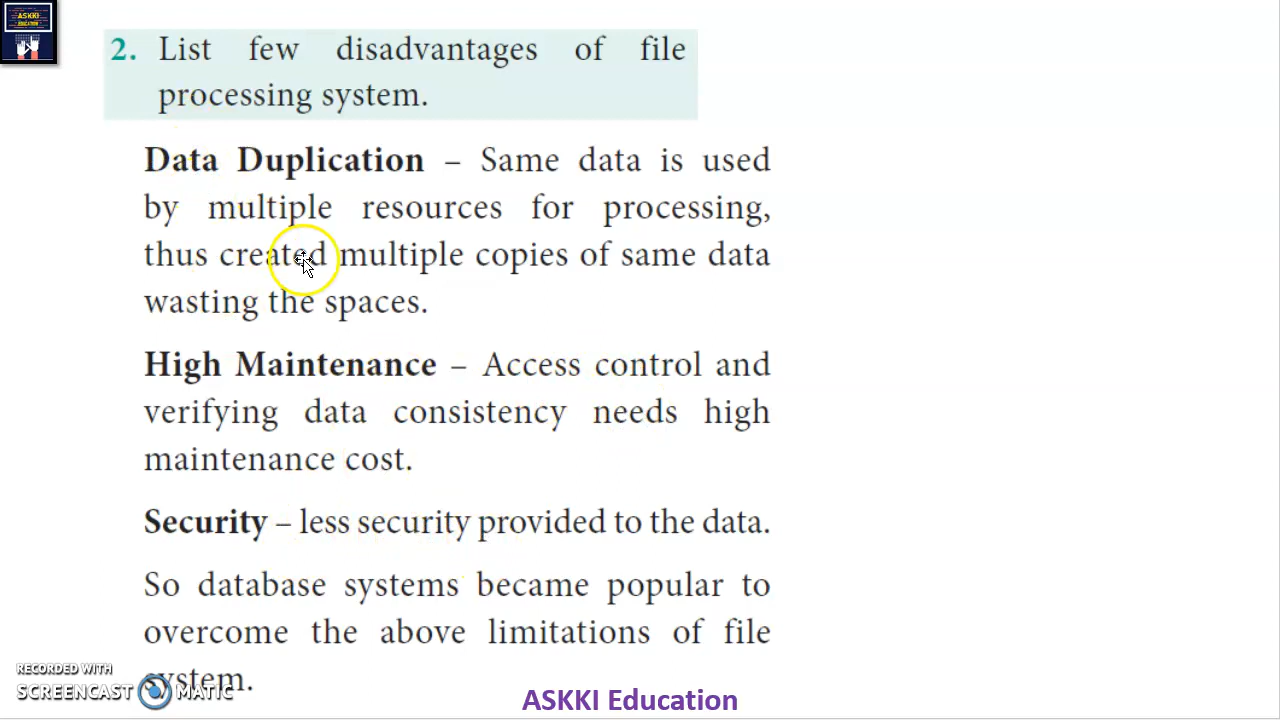 ASKKI
EDUCATION
2. List few disadvantages of file
processing system.
Data Duplication – Same data is used
by multiple resources for processing,
thus created multiple copies of same data
wasting the spaces.
High Maintenance – Access control and
verifying data consistency needs high
maintenance cost.
Security – less security provided to the data.
So database systems became popular to
overcome the above limitations of file
system.
RECORDED WITH
SCREENCAST MATIC
ASKKI Education